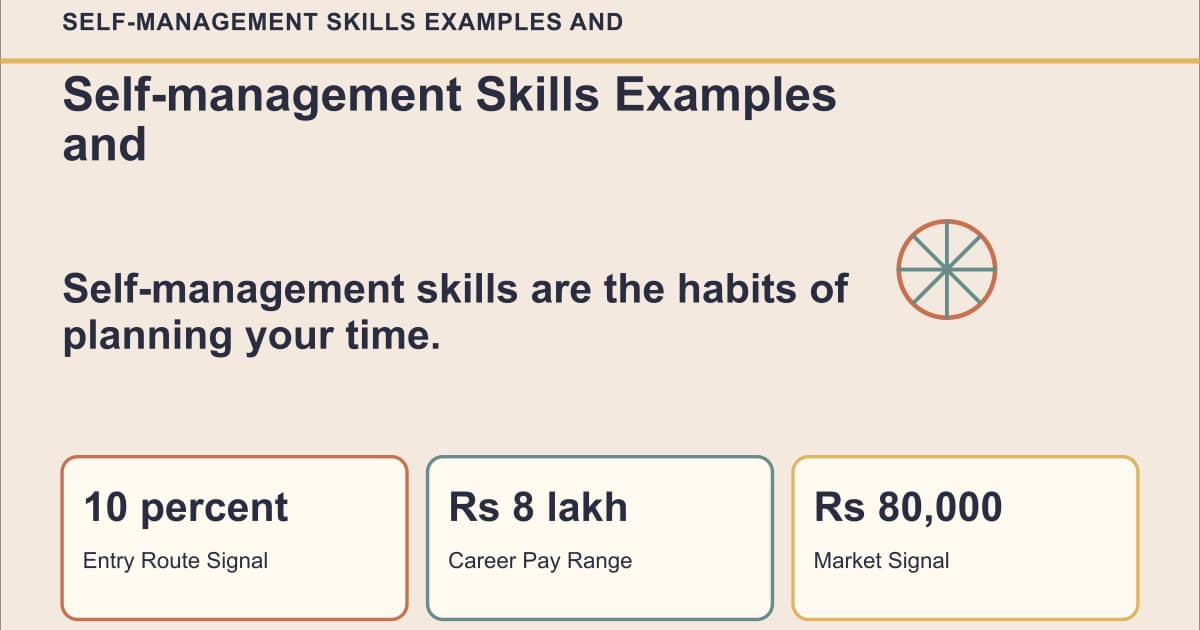 SELF-MANAGEMENT SKILLS EXAMPLES AND
Self-management Skills Examples
and
Self-management skills are the habits of
planning your time.
10 percent
Entry Route Signal
Rs 8 lakh
Career Pay Range
Rs 80,000
Market Signal